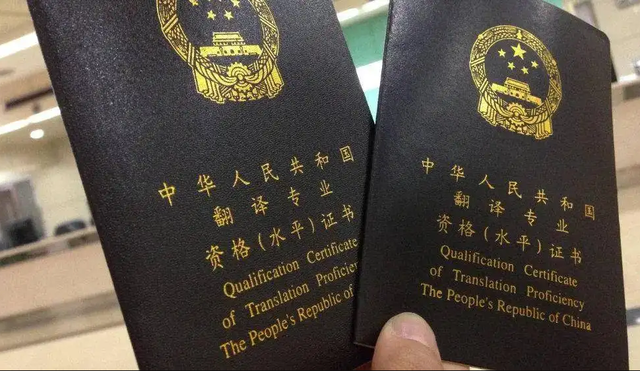 中华人民共和国
翻译专业
资格(水平)证书
Qualification Certificate
of Translation Proficiency
The People's Republic of
中华人民共和国
翻译专业
资格(水平)证书
Qualification Certificate
of Translation Proficiency
The People's Republic of China